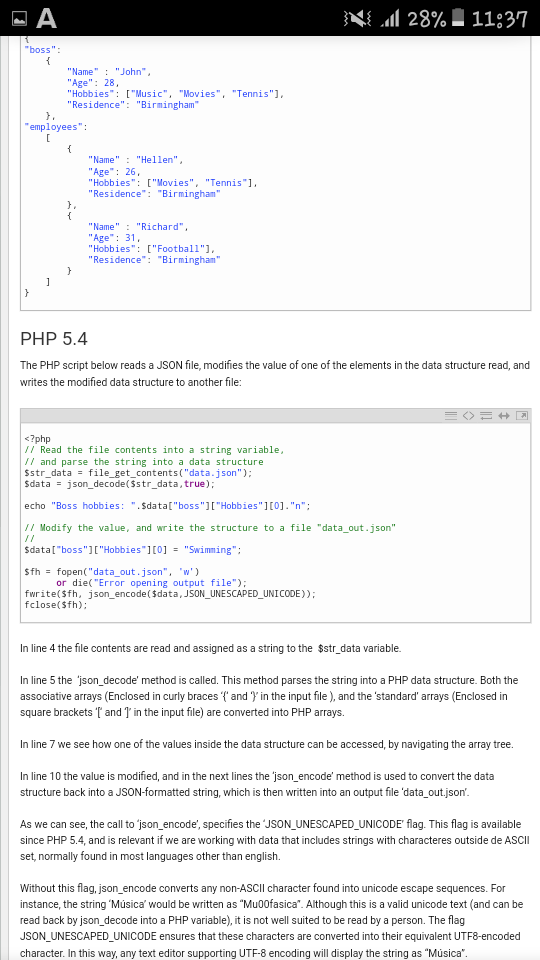 A 28% 11:37
{
"boss":
{
"Name" : "John",
"Age": 28,
"Hobbies": ["Music", "Movies", "Tennis"],
"Residence": "Birmingham"
},
"employees":
[
{
"Name" : "Hellen",
"Age": 26,
"Hobbies": ["Movies", "Tennis"],
"Residence": "Birmingham"
},
{
"Name" : "Richard",
"Age": 31,
"Hobbies": ["Football"],
"Residence": "Birmingham"
}
]
}
PHP 5.4
The PHP script below reads a JSON file, modifies the value of one of the elements in the data structure read, and
writes the modified data structure to another file:
<?php
// Read the file contents into a string variable,
// and parse the string into a data structure
$str_data = file_get_contents("data.json");
$data = json_decode($str_data,true);
echo "Boss hobbies: ".$data["boss"]["Hobbies"][0]."n";
// Modify the value, and write the structure to a file "data_out.json"
//
$data["boss"]["Hobbies"][0] = "Swimming";
$fh = fopen("data_out.json", 'w')
or die("Error opening output file");
fwrite($fh, json_encode($data,JSON_UNESCAPED_UNICODE));
fclose($fh);
In line 4 the file contents are read and assigned as a string to the $str_data variable.
In line 5 the 'json_decode' method is called. This method parses the string into a PHP data structure. Both the
associative arrays (Enclosed in curly braces '{' and '}' in the input file ), and the 'standard' arrays (Enclosed in
square brackets '[' and ']' in the input file) are converted into PHP arrays.
In line 7 we see how one of the values inside the data structure can be accessed, by navigating the array tree.
In line 10 the value is modified, and in the next lines the 'json_encode' method is used to convert the data
structure back into a JSON-formatted string, which is then written into an output file 'data_out.json'.
As we can see, the call to 'json_encode', specifies the 'JSON_UNESCAPED_UNICODE' flag. This flag is available
since PHP 5.4, and is relevant if we are working with data that includes strings with characteres outside de ASCII
set, normally found in most languages other than english.
Without this flag, json_encode converts any non-ASCII character found into unicode escape sequences. For
instance, the string 'Música' would be written as "Mu00fasica". Although this is a valid unicode text (and can be
read back by json_decode into a PHP variable), it is not well suited to be read by a person. The flag
JSON_UNESCAPED_UNICODE ensures that these characters are converted into their equivalent UTF8-encoded
character. In this way, any text editor supporting UTF-8 encoding will display the string as "Música".